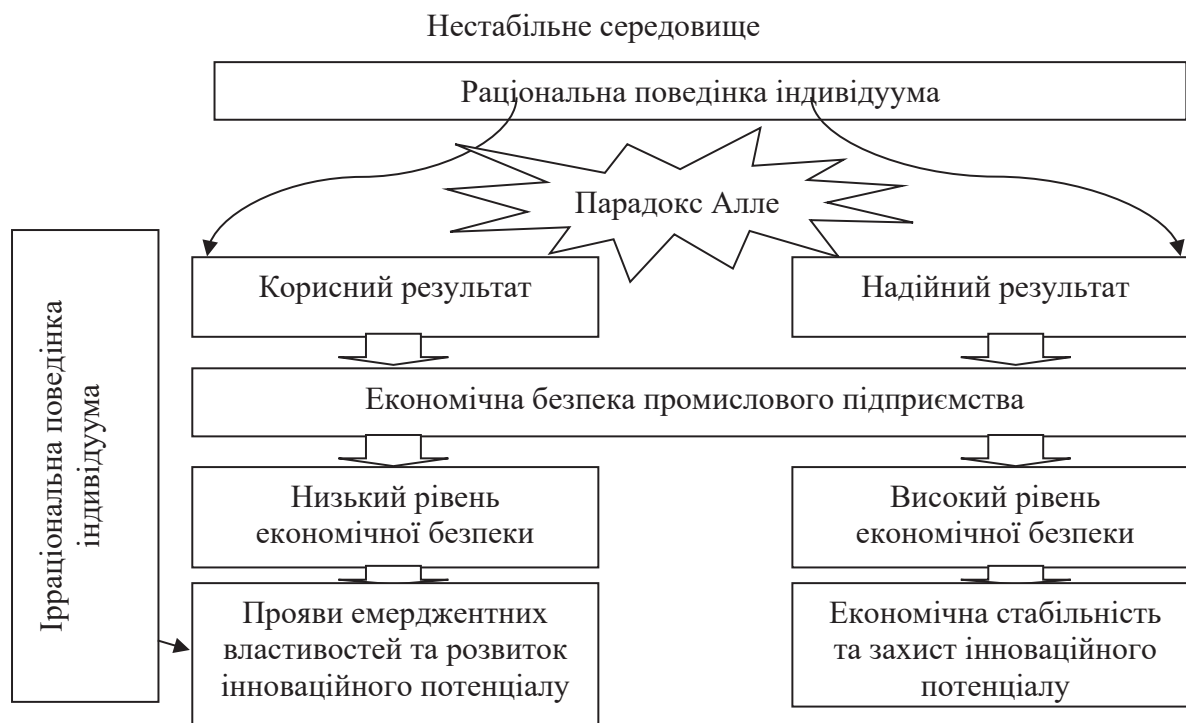 Нестабільне середовище
Раціональна поведінка індивідуума
Парадокс Алле
Корисний результат
Надійний результат
Ірраціональна поведінка
індивідуума
Економічна безпека промислового підприємства
Низький рівень
економічної безпеки
Високий рівень
економічної безпеки
Прояви емерджентних
властивостей та розвиток
інноваційного потенціалу
Економічна стабільність
та захист інноваційного
потенціалу